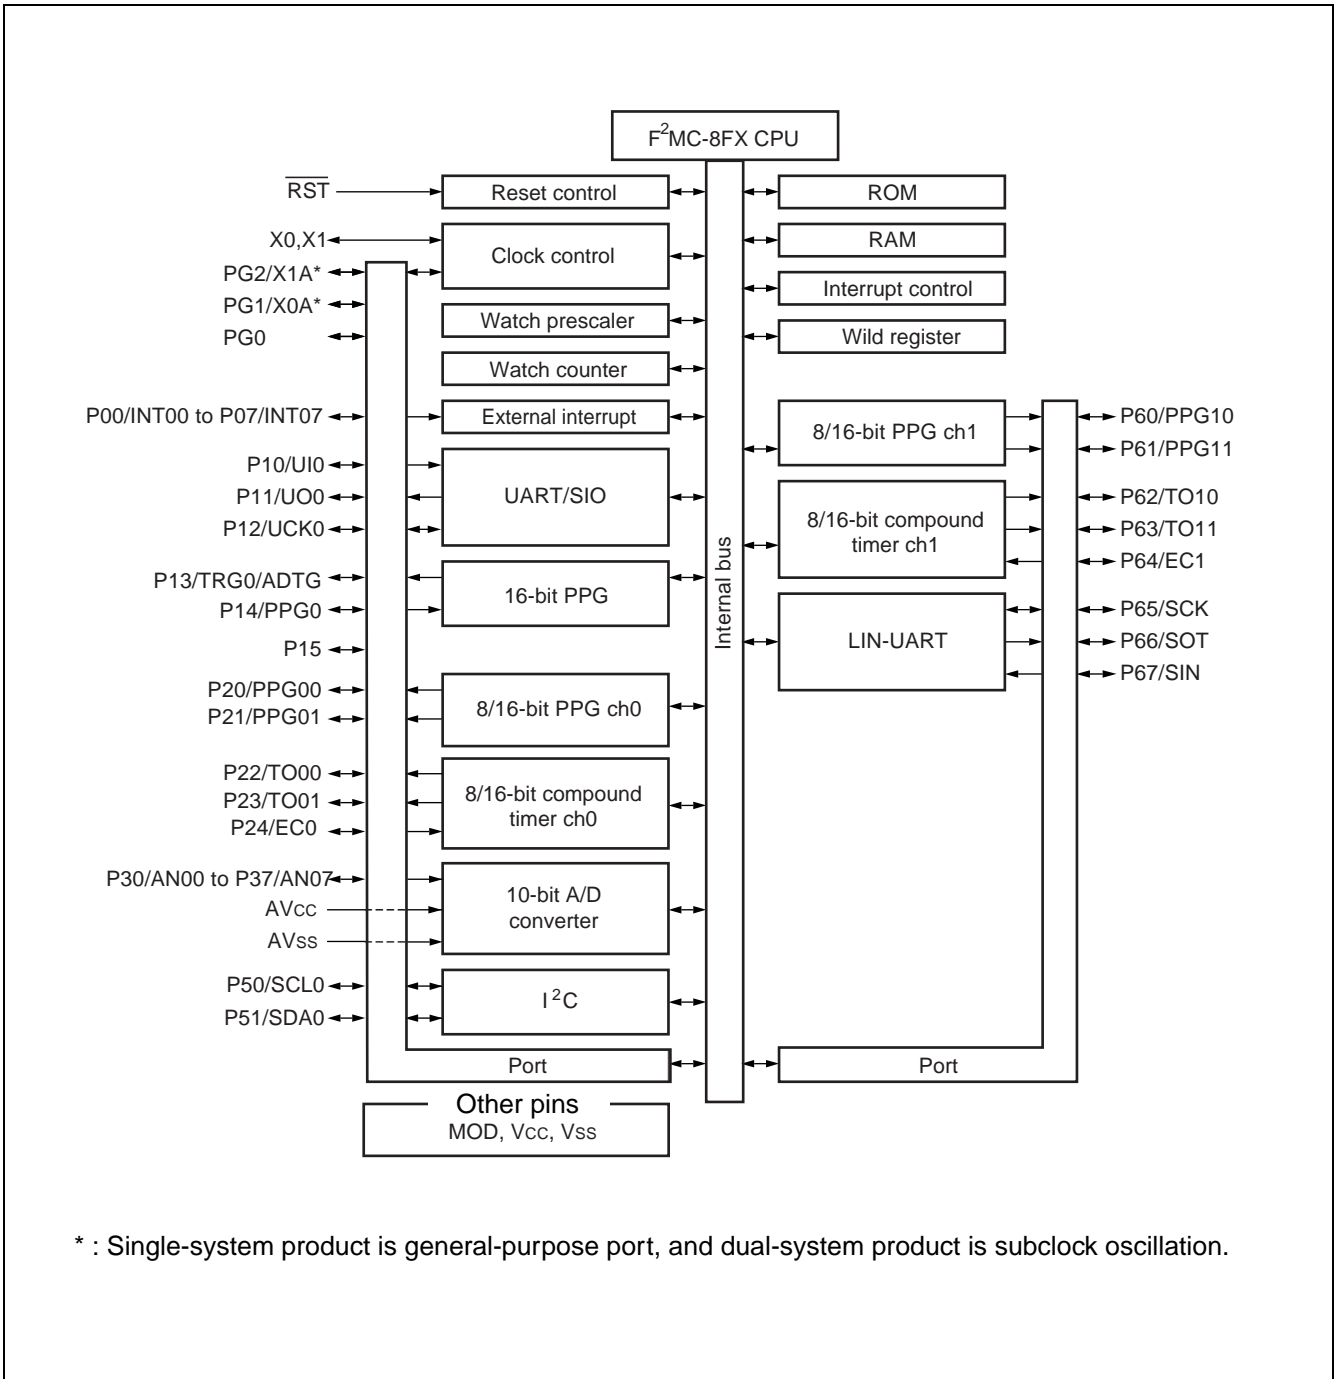 F²MC-8FX CPU
RST
Reset control
ROM
X0,X1
Clock control
RAM
PG2/X1A*
PG1/X0A*
Interrupt control
PG0
Watch prescaler
Wild register
Watch counter
P00/INT00 to P07/INT07
External interrupt
8/16-bit PPG ch1
P60/PPG10
P61/PPG11
P10/UI0
P11/UO0
P12/UCK0
UART/SIO
8/16-bit compound
timer ch1
P62/TO10
P63/TO11
P64/EC1
Internal bus
P13/TRG0/ADTG
P14/PPG0
16-bit PPG
LIN-UART
P65/SCK
P66/SOT
P67/SIN
P15
P20/PPG00
P21/PPG01
8/16-bit PPG ch0
P22/TO00
P23/TO01
P24/EC0
8/16-bit compound
timer ch0
P30/AN00 to P37/AN07
AVCC
AVSS
10-bit A/D
converter
P50/SCL0
P51/SDA0
I²C
Port
Port
Other pins
MOD, VCC, VSS
* : Single-system product is general-purpose port, and dual-system product is subclock oscillation.